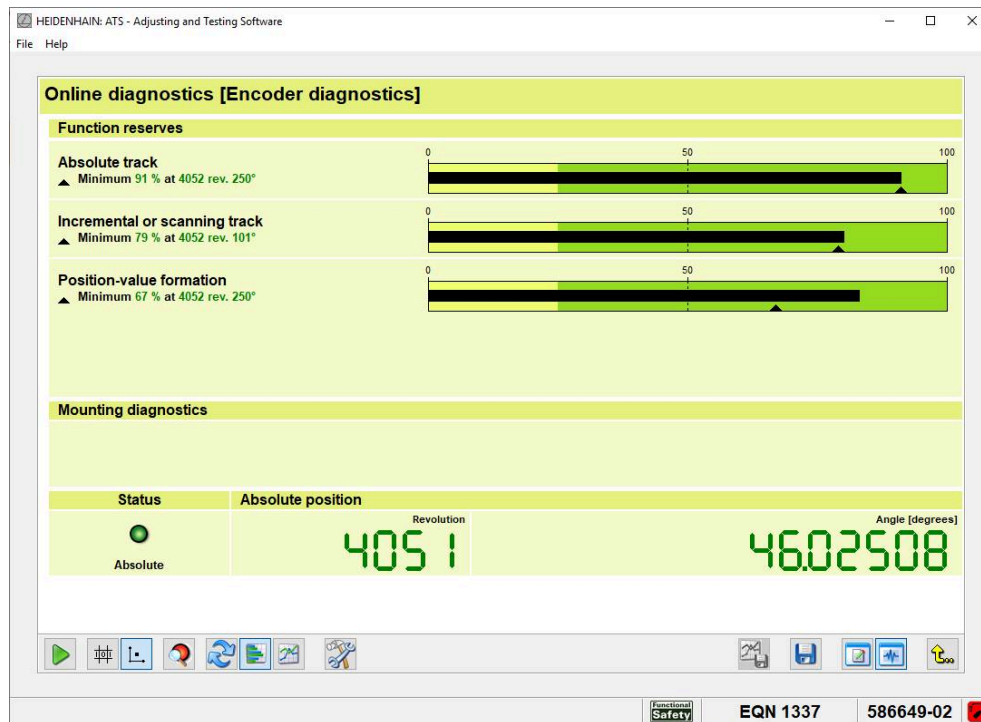 HEIDENHAIN: ATS - Adjusting and Testing Software
File Help
Online diagnostics [Encoder diagnostics]
Function reserves
Absolute track
Minimum 91 % at 4052 rev. 250°
0 50 100
Incremental or scanning track
Minimum 79 % at 4052 rev. 101°
0 50 100
Position-value formation
Minimum 67 % at 4052 rev. 250°
0 50 100
Mounting diagnostics
Status Absolute position
Revolution Angle [degrees]
4051 46.02508
Absolute
Functional
Safety
EQN 1337 586649-02